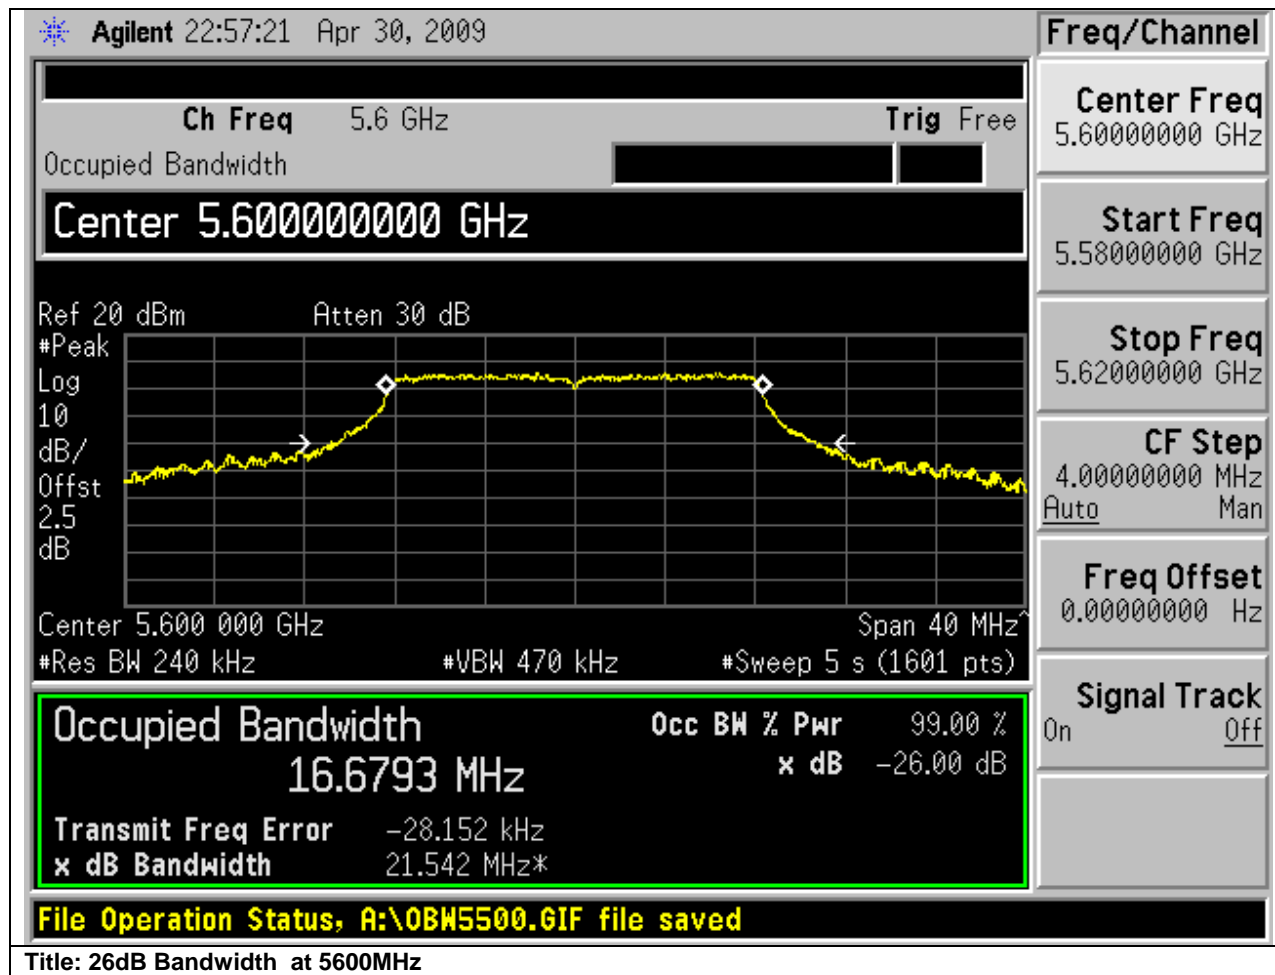 Agilent 22:57:21 Apr 30, 2009
Freq/Channel
Ch Freq 5.6 GHz Trig Free
Occupied Bandwidth
Center 5.600000000 GHz
Ref 20 dBm Atten 30 dB
#Peak
Log
10
dB/
Offst
2.5
dB
Center 5.600 000 GHz Span 40 MHz^
#Res BW 240 kHz #VBW 470 kHz #Sweep 5 s (1601 pts)
Occupied Bandwidth Occ BW % Pwr 99.00 %
16.6793 MHz x dB -26.00 dB
Transmit Freq Error -28.152 kHz
x dB Bandwidth 21.542 MHz*
Center Freq
5.60000000 GHz
Start Freq
5.58000000 GHz
Stop Freq
5.62000000 GHz
CF Step
4.00000000 MHz
Auto Man
Freq Offset
0.00000000 Hz
Signal Track
On Off
File Operation Status, A:\OBW5500.GIF file saved
Title: 26dB Bandwidth at 5600MHz